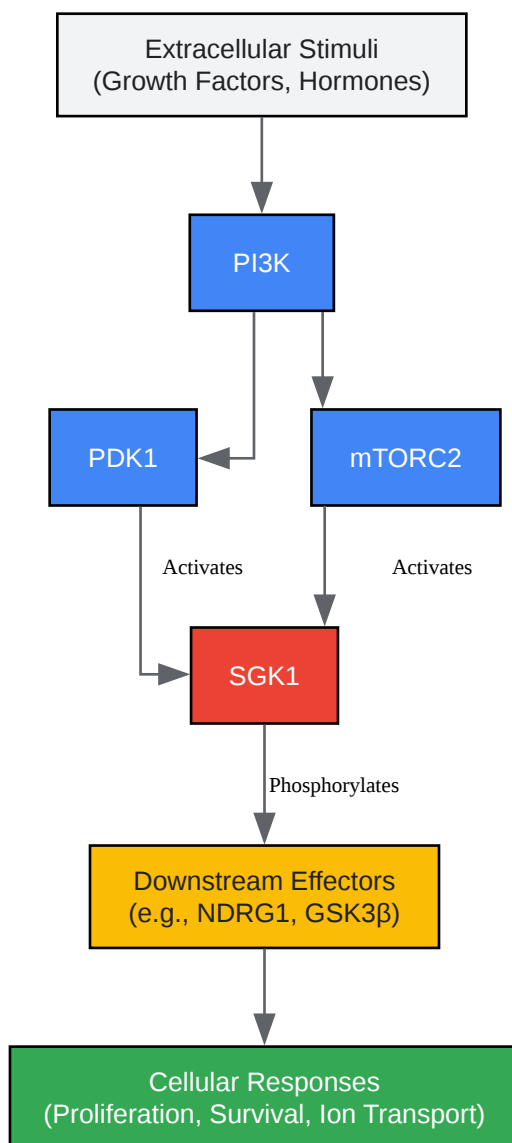 Extracellular Stimuli
(Growth Factors, Hormones)
PI3K
PDK1
mTORC2
Activates
Activates
SGK1
Phosphorylates
Downstream Effectors
(e.g., NDRG1, GSK3β)
Cellular Responses
(Proliferation, Survival, Ion Transport)